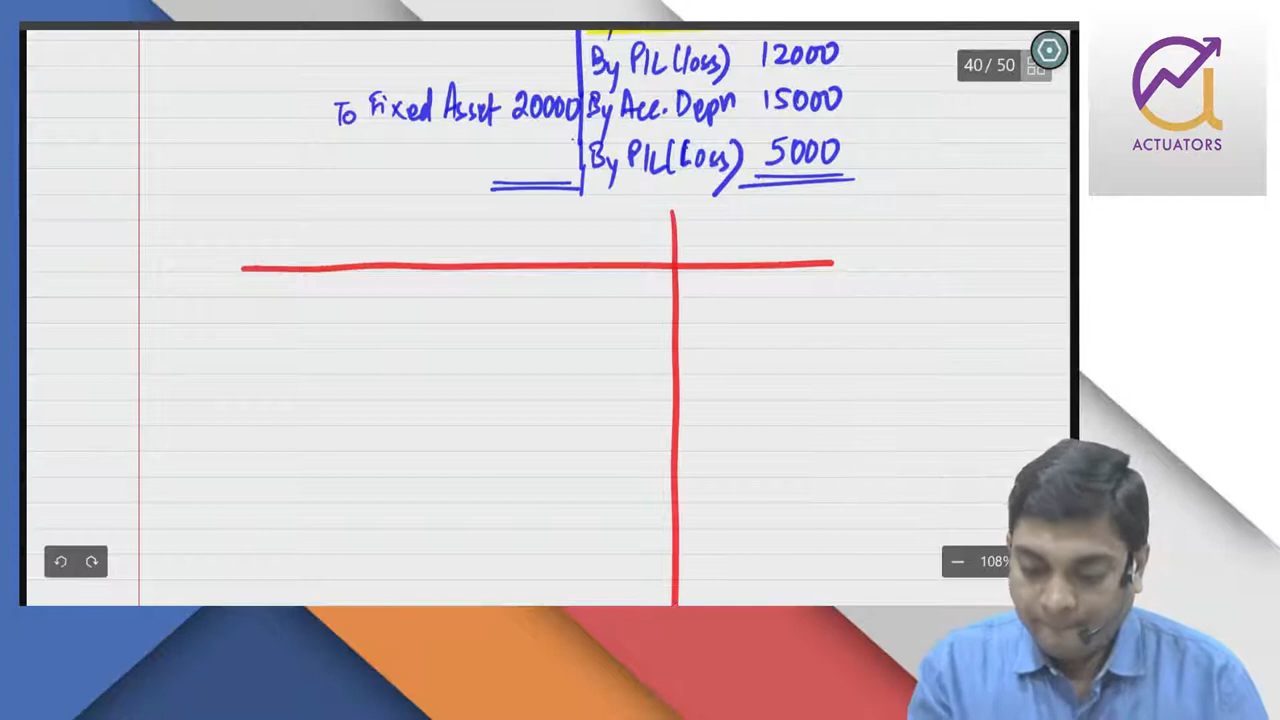 By P/L (loss) 12000
To Fixed Asset 20000 By Acc. Depn 15000
By P/L (Loss) 5000
40 / 50
ACTUATORS
108%